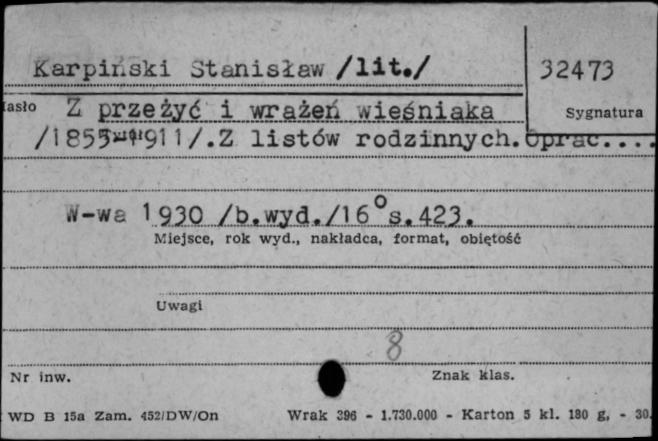 Karpiński Stanisław /lit./ 32473
Hasło Z przeżyć i wrażeń wieśniaka Sygnatura
/1855-1911/.Z listów rodzinnych.Oprac....
W-wa 1930 /b.wyd./16° s.423.
Miejsce, rok wyd., nakładca, format, objętość
Uwagi
8
Nr inw. Znak klas.
WD B 15a Zam. 452/DW/On Wrak 396 - 1.730.000 - Karton 5 kl. 180 g. - 30.